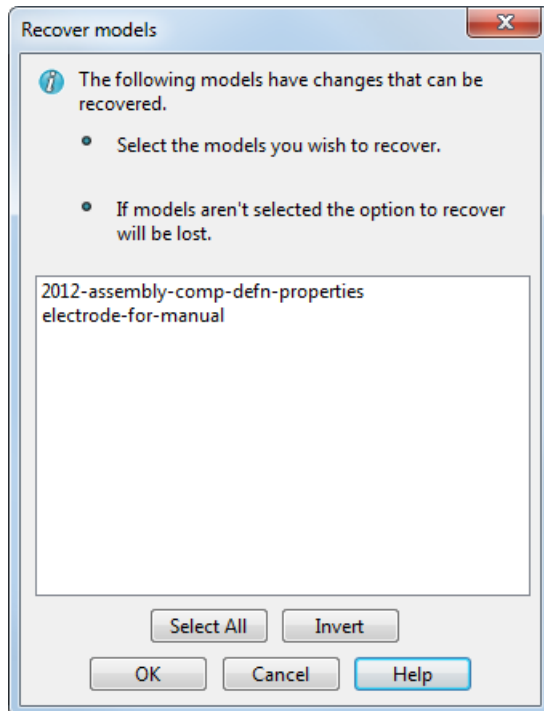 Recover models
The following models have changes that can be
recovered.
Select the models you wish to recover.
If models aren't selected the option to recover
will be lost.
2012-assembly-comp-defn-properties
electrode-for-manual
Select All
Invert
OK
Cancel
Help